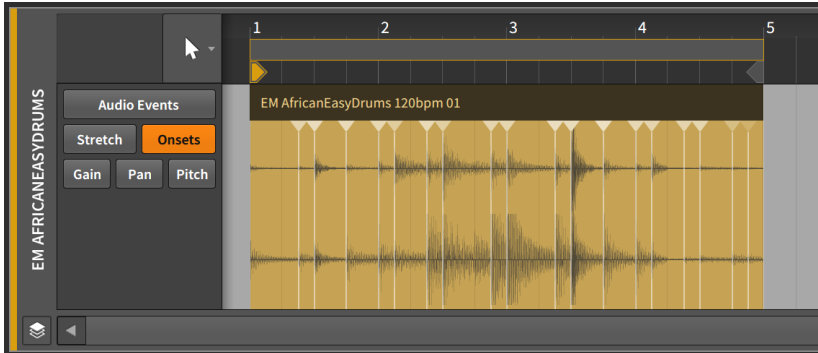 1 2 3 4 5
EM AFRICANEASYDRUMS
Audio Events
Stretch Onsets
Gain Pan Pitch
EM AfricanEasyDrums 120bpm 01